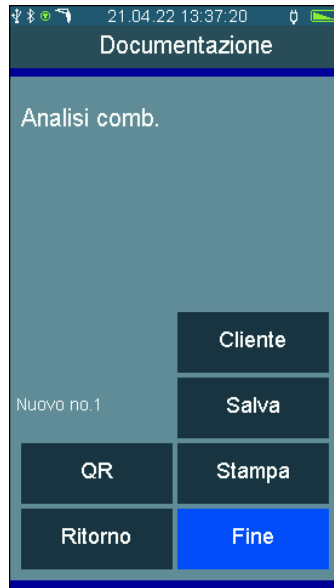 21.04.22 13:37:20
Documentazione
Analisi comb.
Cliente
Nuovo no.1
Salva
QR
Stampa
Ritorno
Fine